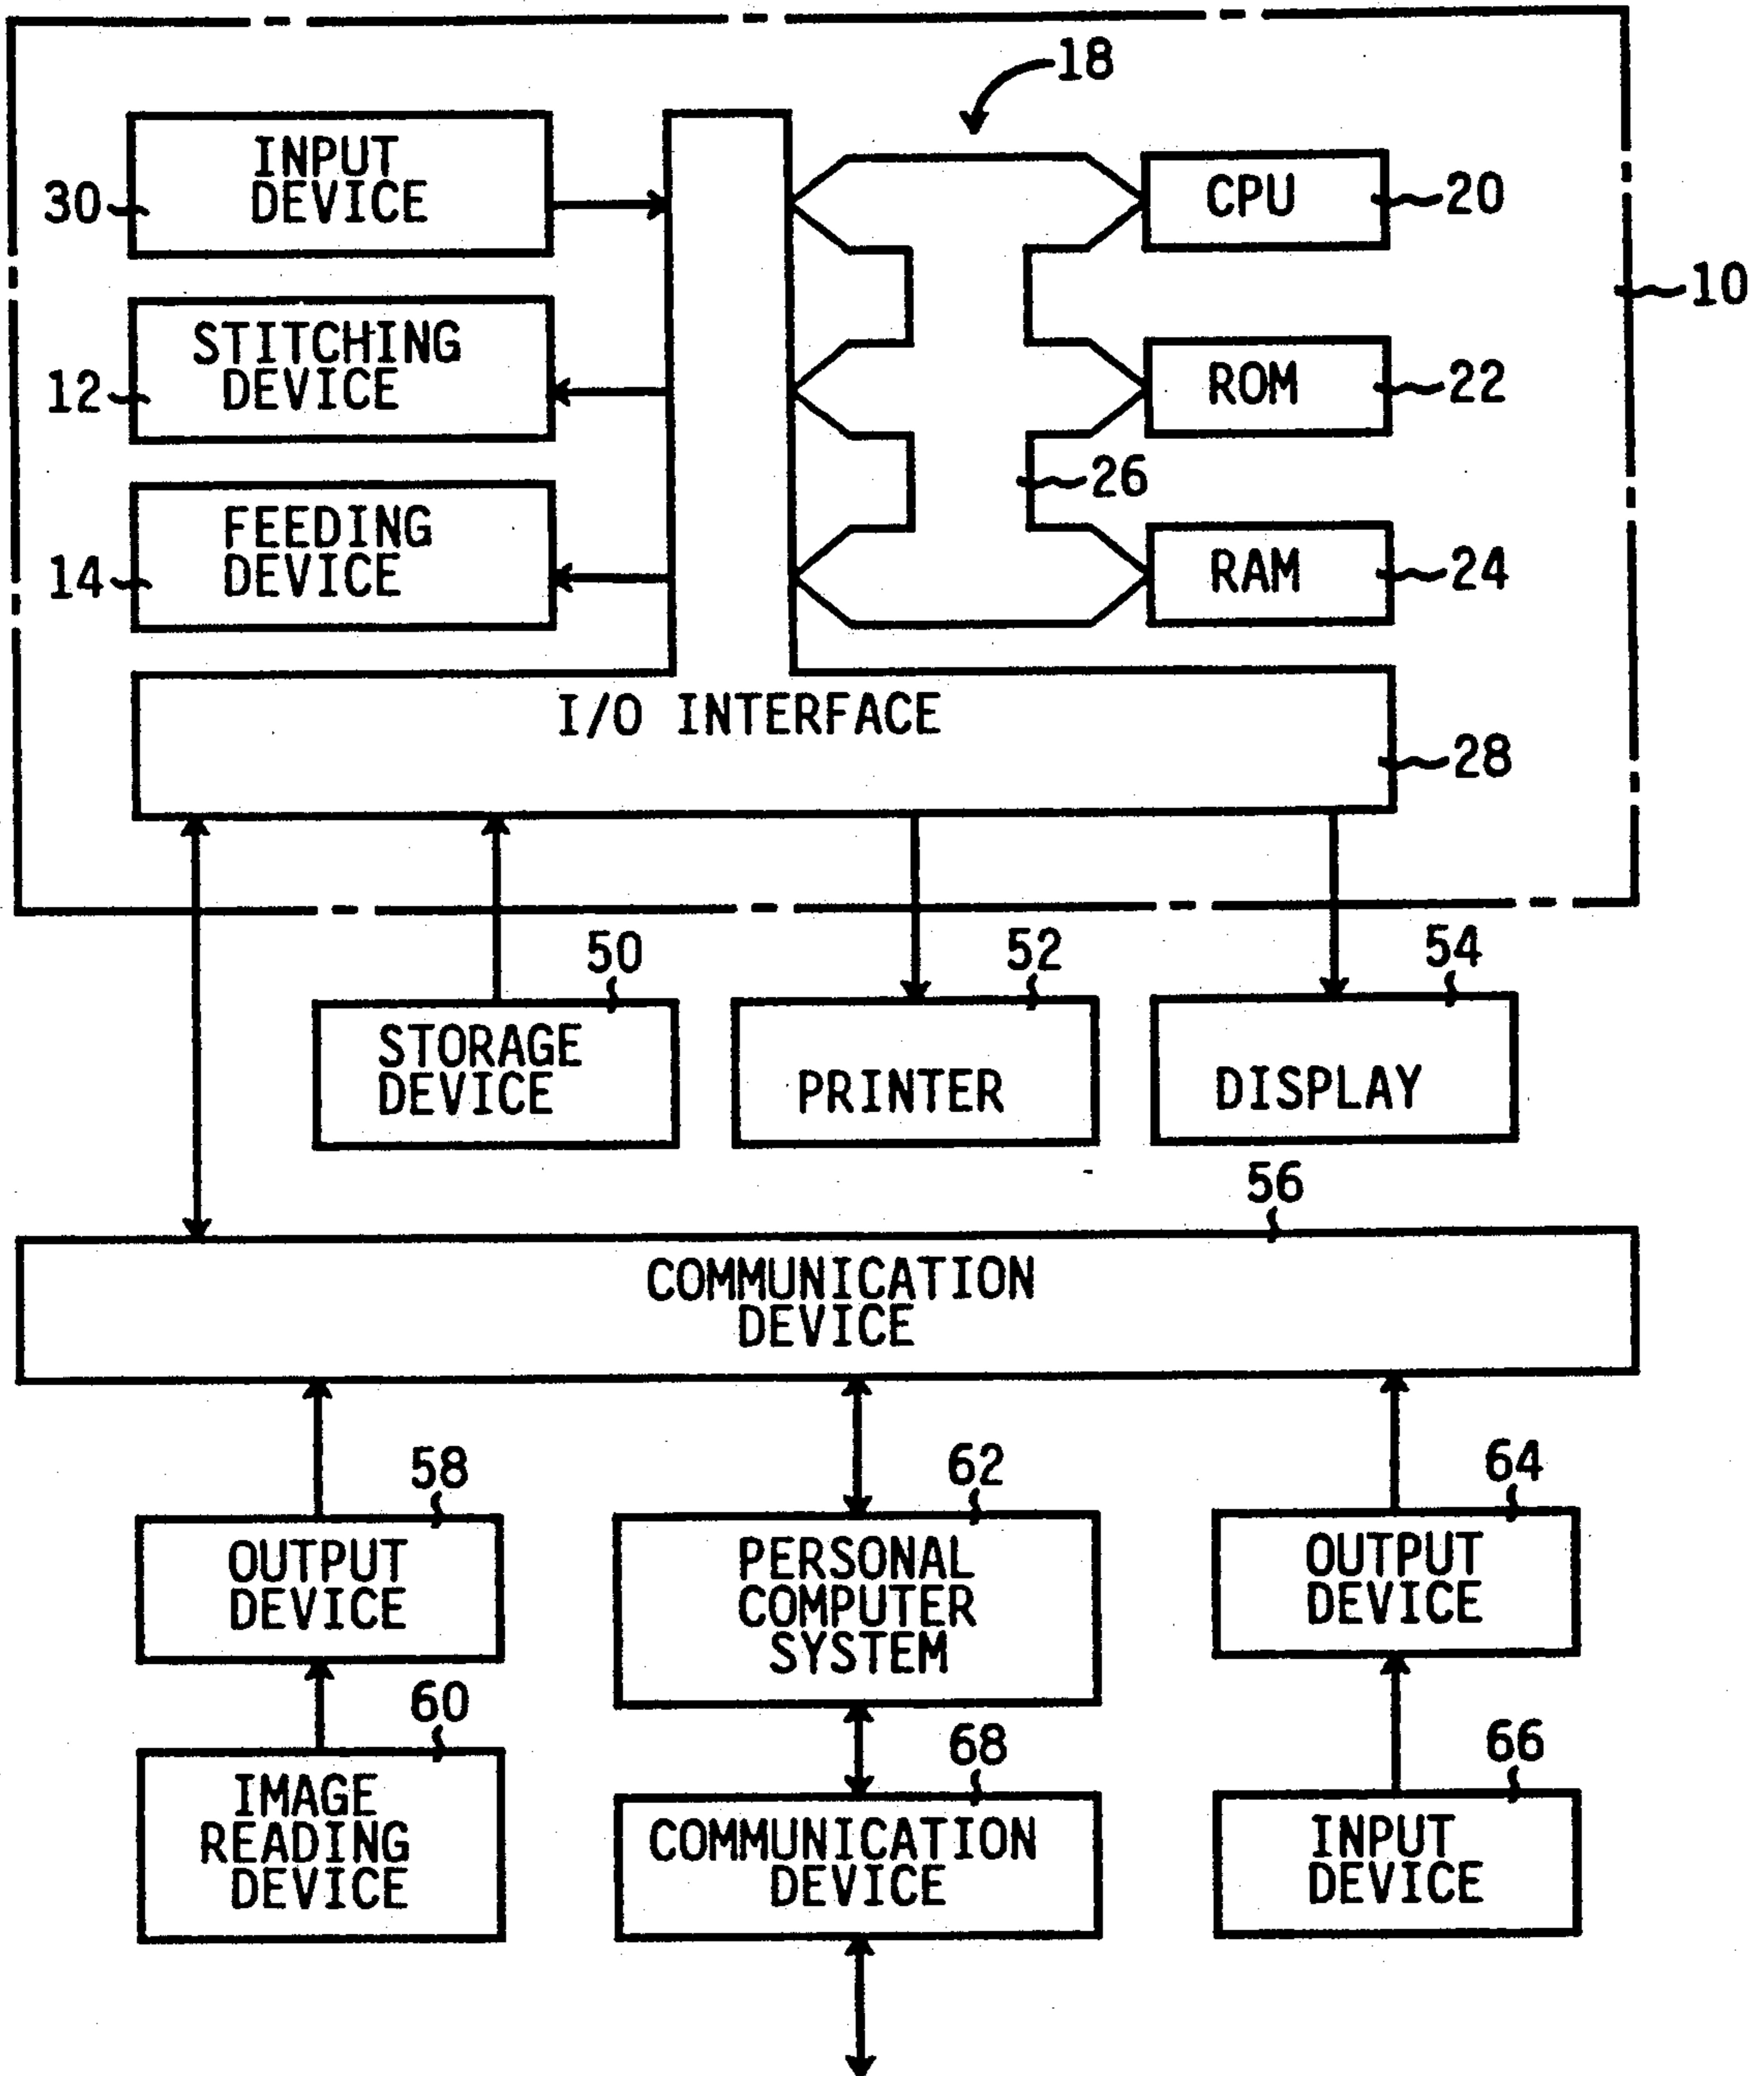 18
INPUT
DEVICE
30
CPU
20
10
STITCHING
DEVICE
12
ROM
22
26
FEEDING
DEVICE
14
RAM
24
I/O INTERFACE
28
50
52
54
STORAGE
DEVICE
PRINTER
DISPLAY
56
COMMUNICATION
DEVICE
58
62
64
OUTPUT
DEVICE
PERSONAL
COMPUTER
SYSTEM
OUTPUT
DEVICE
60
68
66
IMAGE
READING
DEVICE
COMMUNICATION
DEVICE
INPUT
DEVICE